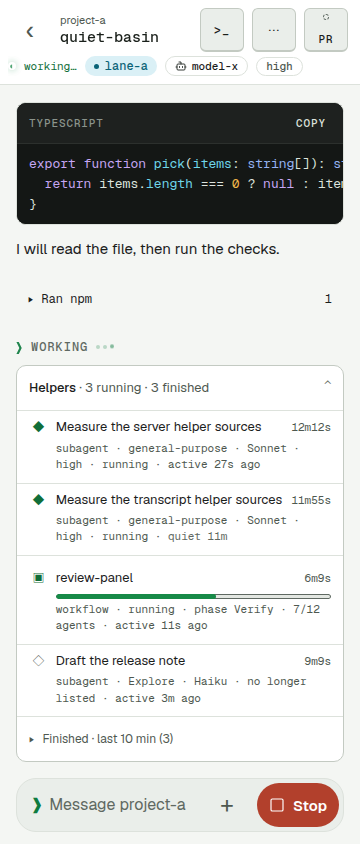 project-a
quiet-basin
>_
...
PR
working…
lane-a
model-x
high
TYPESCRIPT
COPY
export function pick(items: string[]): st
return items.length === 0 ? null : item
}
I will read the file, then run the checks.
Ran npm 1
WORKING
Helpers · 3 running · 3 finished
Measure the server helper sources 12m12s
subagent · general-purpose · Sonnet ·
high · running · active 27s ago
Measure the transcript helper sources 11m55s
subagent · general-purpose · Sonnet ·
high · running · quiet 11m
review-panel 6m9s
workflow · running · phase Verify · 7/12
agents · active 11s ago
Draft the release note 9m9s
subagent · Explore · Haiku · no longer
listed · active 3m ago
Finished · last 10 min (3)
Message project-a
+
Stop